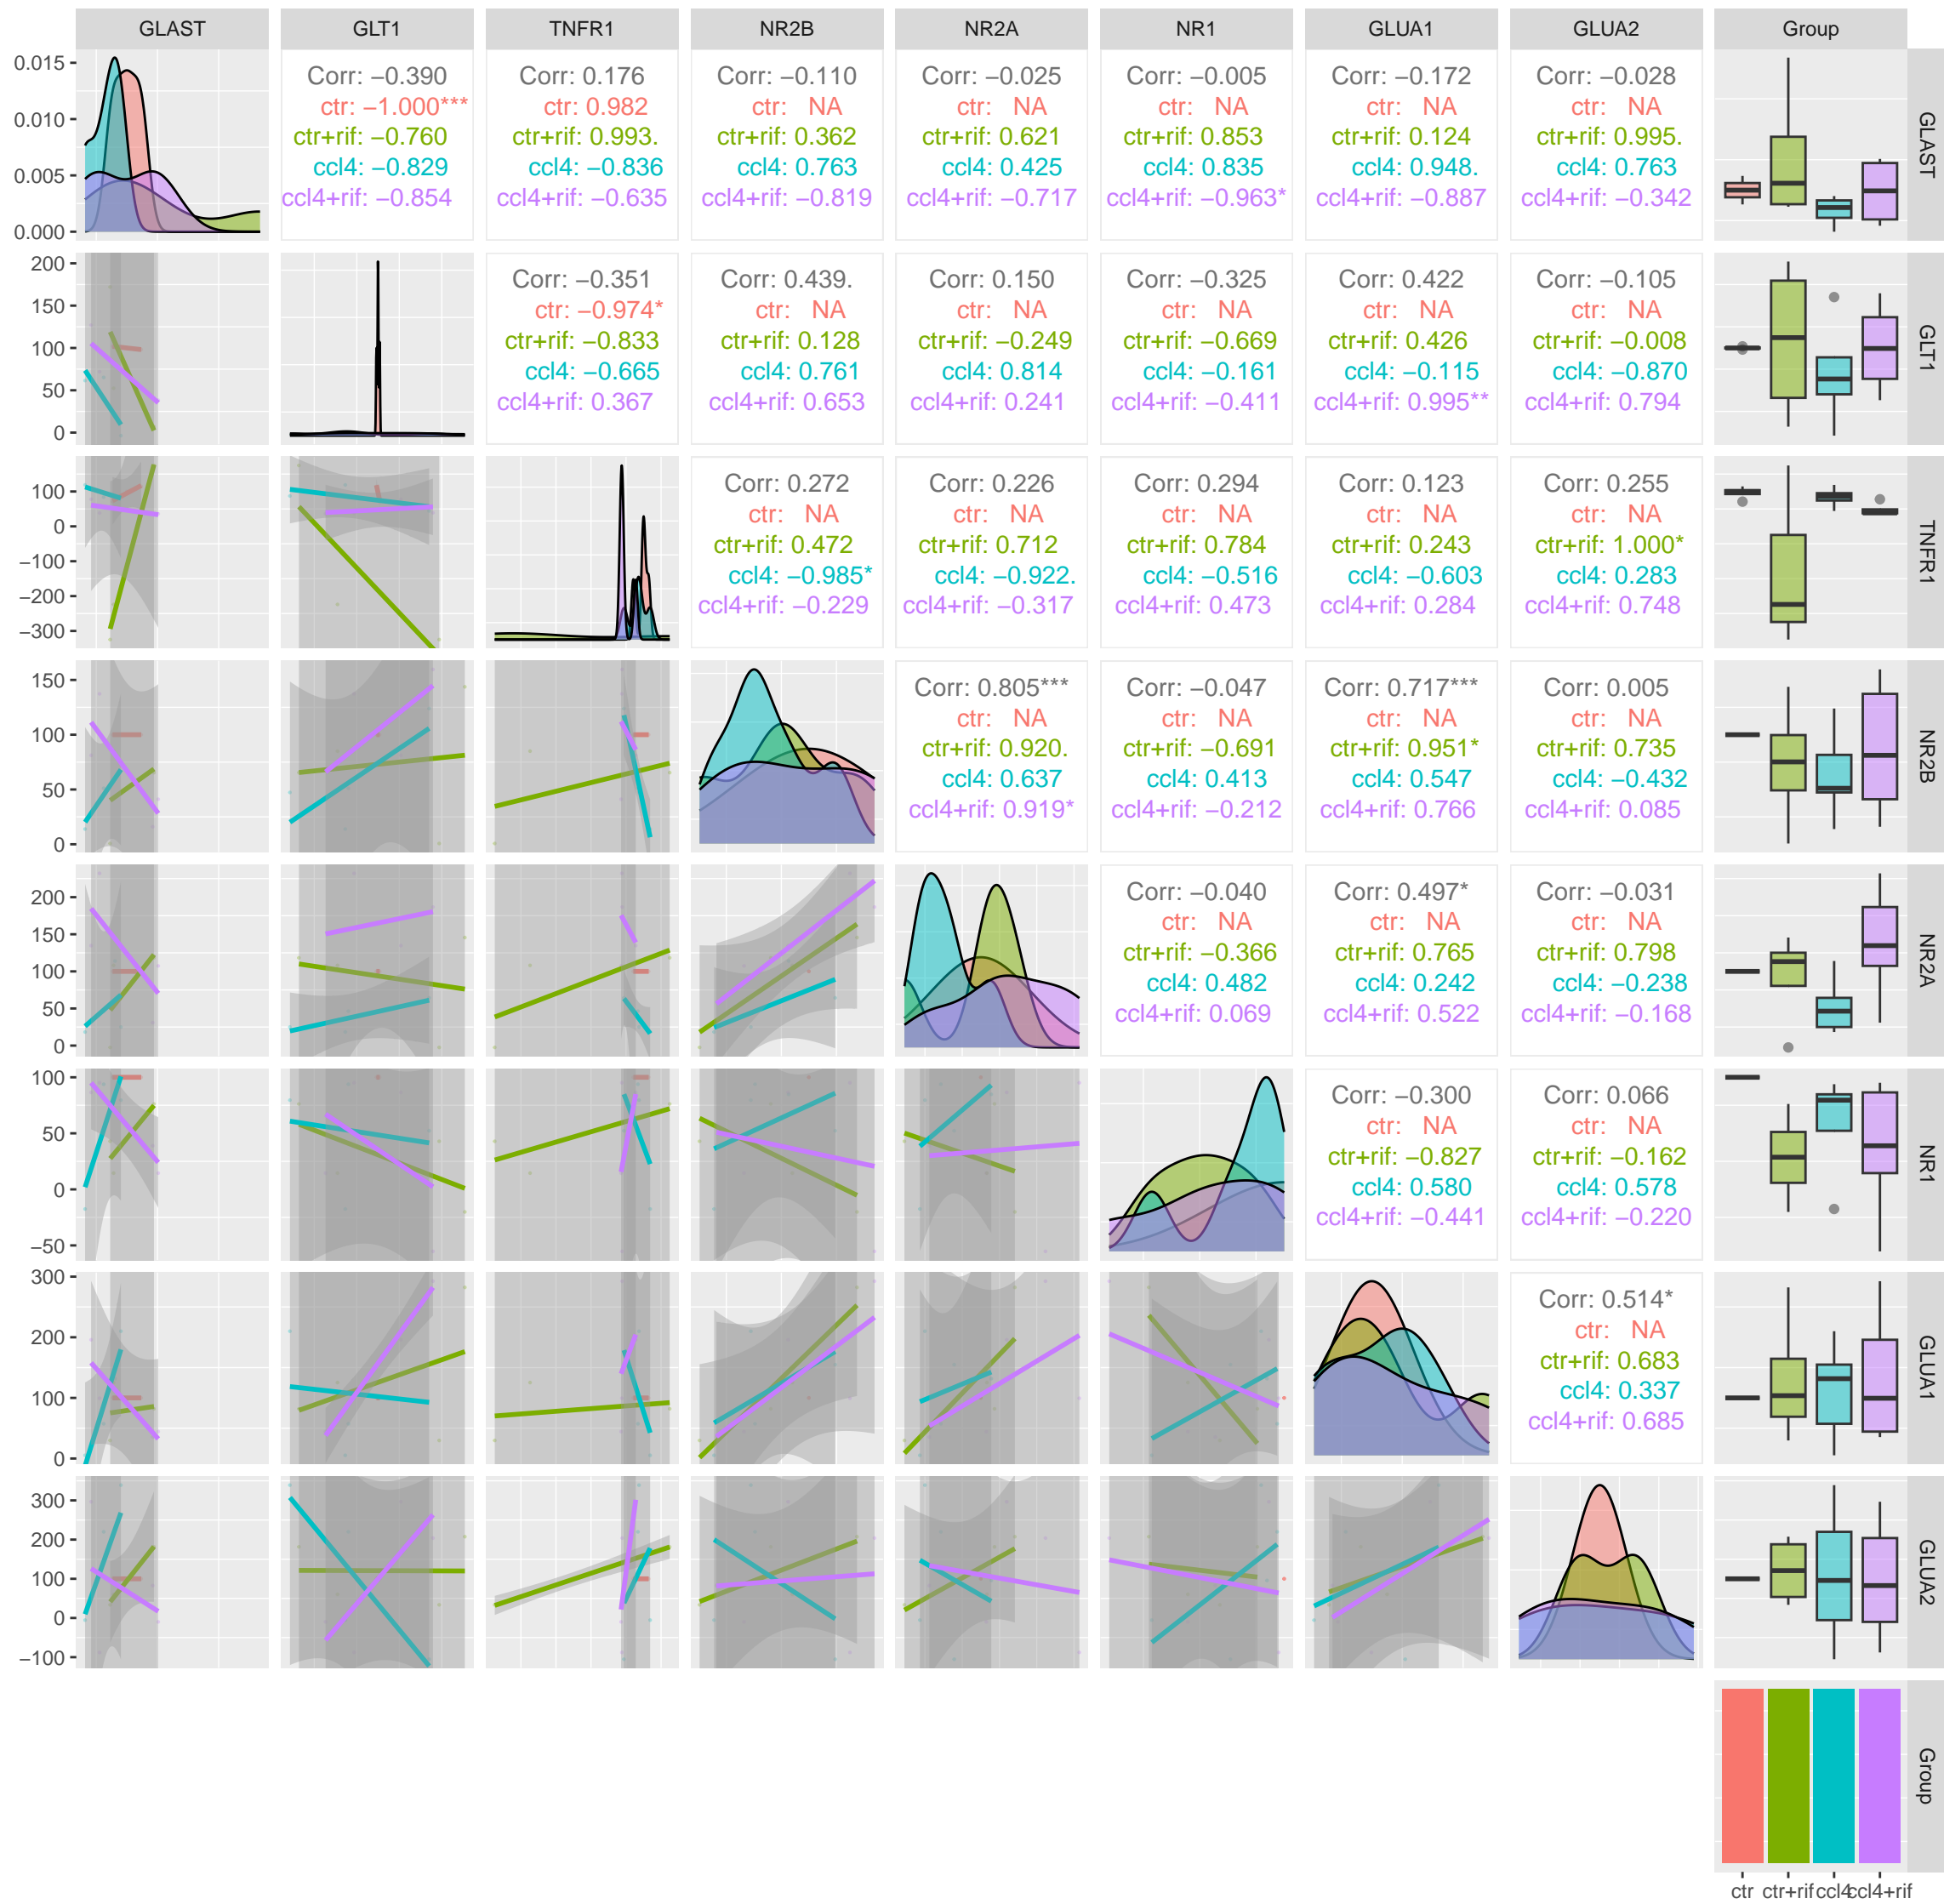 GLAST GLT1 TNFR1 NR2B NR2A NR1 GLUA1 GLUA2 Group
0.015
0.010
0.005
0.000
Corr: −0.390
ctr: −1.000***
ctr+rif: −0.760
ccl4: −0.829
ccl4+rif: −0.854
Corr: 0.176
ctr: 0.982
ctr+rif: 0.993.
ccl4: −0.836
ccl4+rif: −0.635
Corr: −0.110
ctr: NA
ctr+rif: 0.362
ccl4: 0.763
ccl4+rif: −0.819
Corr: −0.025
ctr: NA
ctr+rif: 0.621
ccl4: 0.425
ccl4+rif: −0.717
Corr: −0.005
ctr: NA
ctr+rif: 0.853
ccl4: 0.835
ccl4+rif: −0.963*
Corr: −0.172
ctr: NA
ctr+rif: 0.124
ccl4: 0.948.
ccl4+rif: −0.887
Corr: −0.028
ctr: NA
ctr+rif: 0.995.
ccl4: 0.763
ccl4+rif: −0.342
GLAST
200
150
100
50
0
Corr: −0.351
ctr: −0.974*
ctr+rif: −0.833
ccl4: −0.665
ccl4+rif: 0.367
Corr: 0.439.
ctr: NA
ctr+rif: 0.128
ccl4: 0.761
ccl4+rif: 0.653
Corr: 0.150
ctr: NA
ctr+rif: −0.249
ccl4: 0.814
ccl4+rif: 0.241
Corr: −0.325
ctr: NA
ctr+rif: −0.669
ccl4: −0.161
ccl4+rif: −0.411
Corr: 0.422
ctr: NA
ctr+rif: 0.426
ccl4: −0.115
ccl4+rif: 0.995**
Corr: −0.105
ctr: NA
ctr+rif: −0.008
ccl4: −0.870
ccl4+rif: 0.794
GLT1
100
0
−100
−200
−300
Corr: 0.272
ctr: NA
ctr+rif: 0.472
ccl4: −0.985*
ccl4+rif: −0.229
Corr: 0.226
ctr: NA
ctr+rif: 0.712
ccl4: −0.922.
ccl4+rif: −0.317
Corr: 0.294
ctr: NA
ctr+rif: 0.784
ccl4: −0.516
ccl4+rif: 0.473
Corr: 0.123
ctr: NA
ctr+rif: 0.243
ccl4: −0.603
ccl4+rif: 0.284
Corr: 0.255
ctr: NA
ctr+rif: 1.000*
ccl4: 0.283
ccl4+rif: 0.748
TNFR1
150
100
50
0
Corr: 0.805***
ctr: NA
ctr+rif: 0.920.
ccl4: 0.637
ccl4+rif: 0.919*
Corr: −0.047
ctr: NA
ctr+rif: −0.691
ccl4: 0.413
ccl4+rif: −0.212
Corr: 0.717***
ctr: NA
ctr+rif: 0.951*
ccl4: 0.547
ccl4+rif: 0.766
Corr: 0.005
ctr: NA
ctr+rif: 0.735
ccl4: −0.432
ccl4+rif: 0.085
NR2B
200
150
100
50
0
Corr: −0.040
ctr: NA
ctr+rif: −0.366
ccl4: 0.482
ccl4+rif: 0.069
Corr: 0.497*
ctr: NA
ctr+rif: 0.765
ccl4: 0.242
ccl4+rif: 0.522
Corr: −0.031
ctr: NA
ctr+rif: 0.798
ccl4: −0.238
ccl4+rif: −0.168
NR2A
100
50
0
−50
Corr: −0.300
ctr: NA
ctr+rif: −0.827
ccl4: 0.580
ccl4+rif: −0.441
Corr: 0.066
ctr: NA
ctr+rif: −0.162
ccl4: 0.578
ccl4+rif: −0.220
NR1
300
200
100
0
Corr: 0.514*
ctr: NA
ctr+rif: 0.683
ccl4: 0.337
ccl4+rif: 0.685
GLUA1
300
200
100
0
−100
GLUA2
Group
ctr ctr+rif ccl4 ccl4+rif